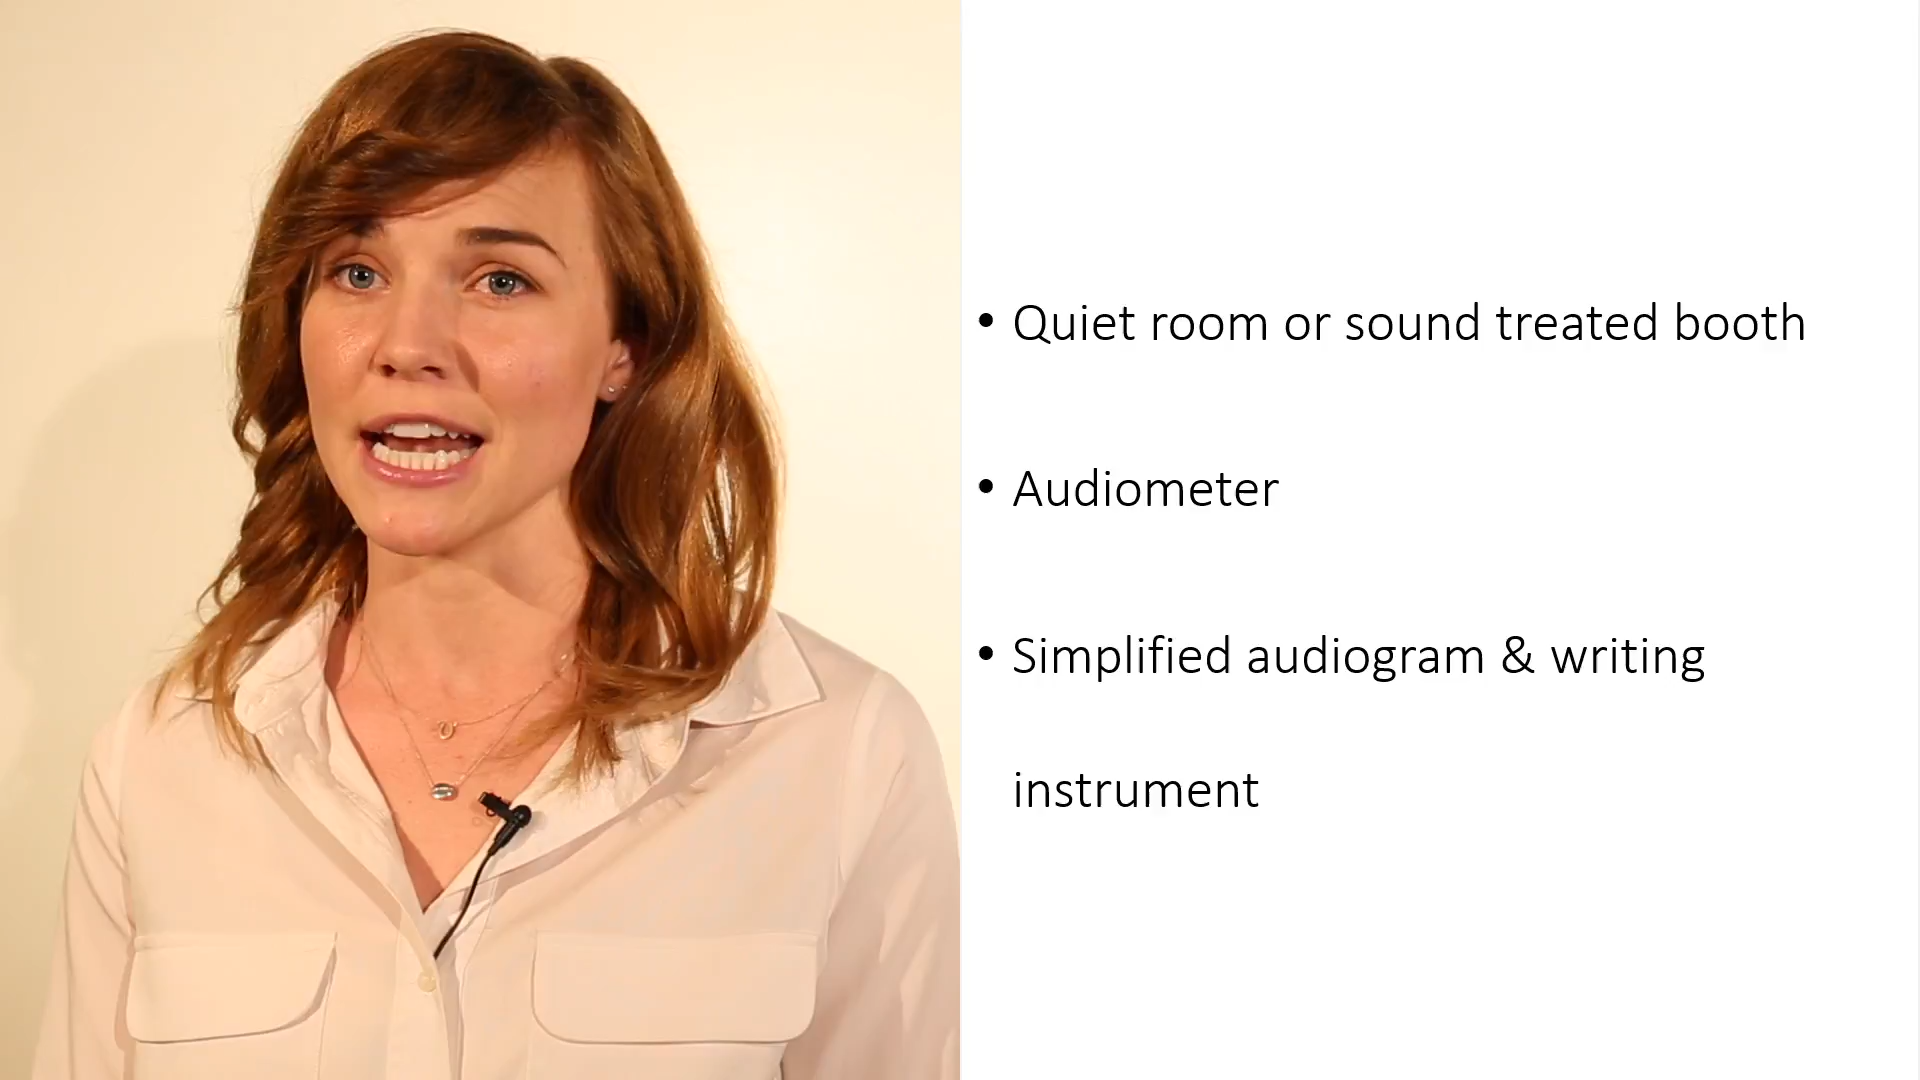 • Quiet room or sound treated booth
• Audiometer
• Simplified audiogram & writing
instrument